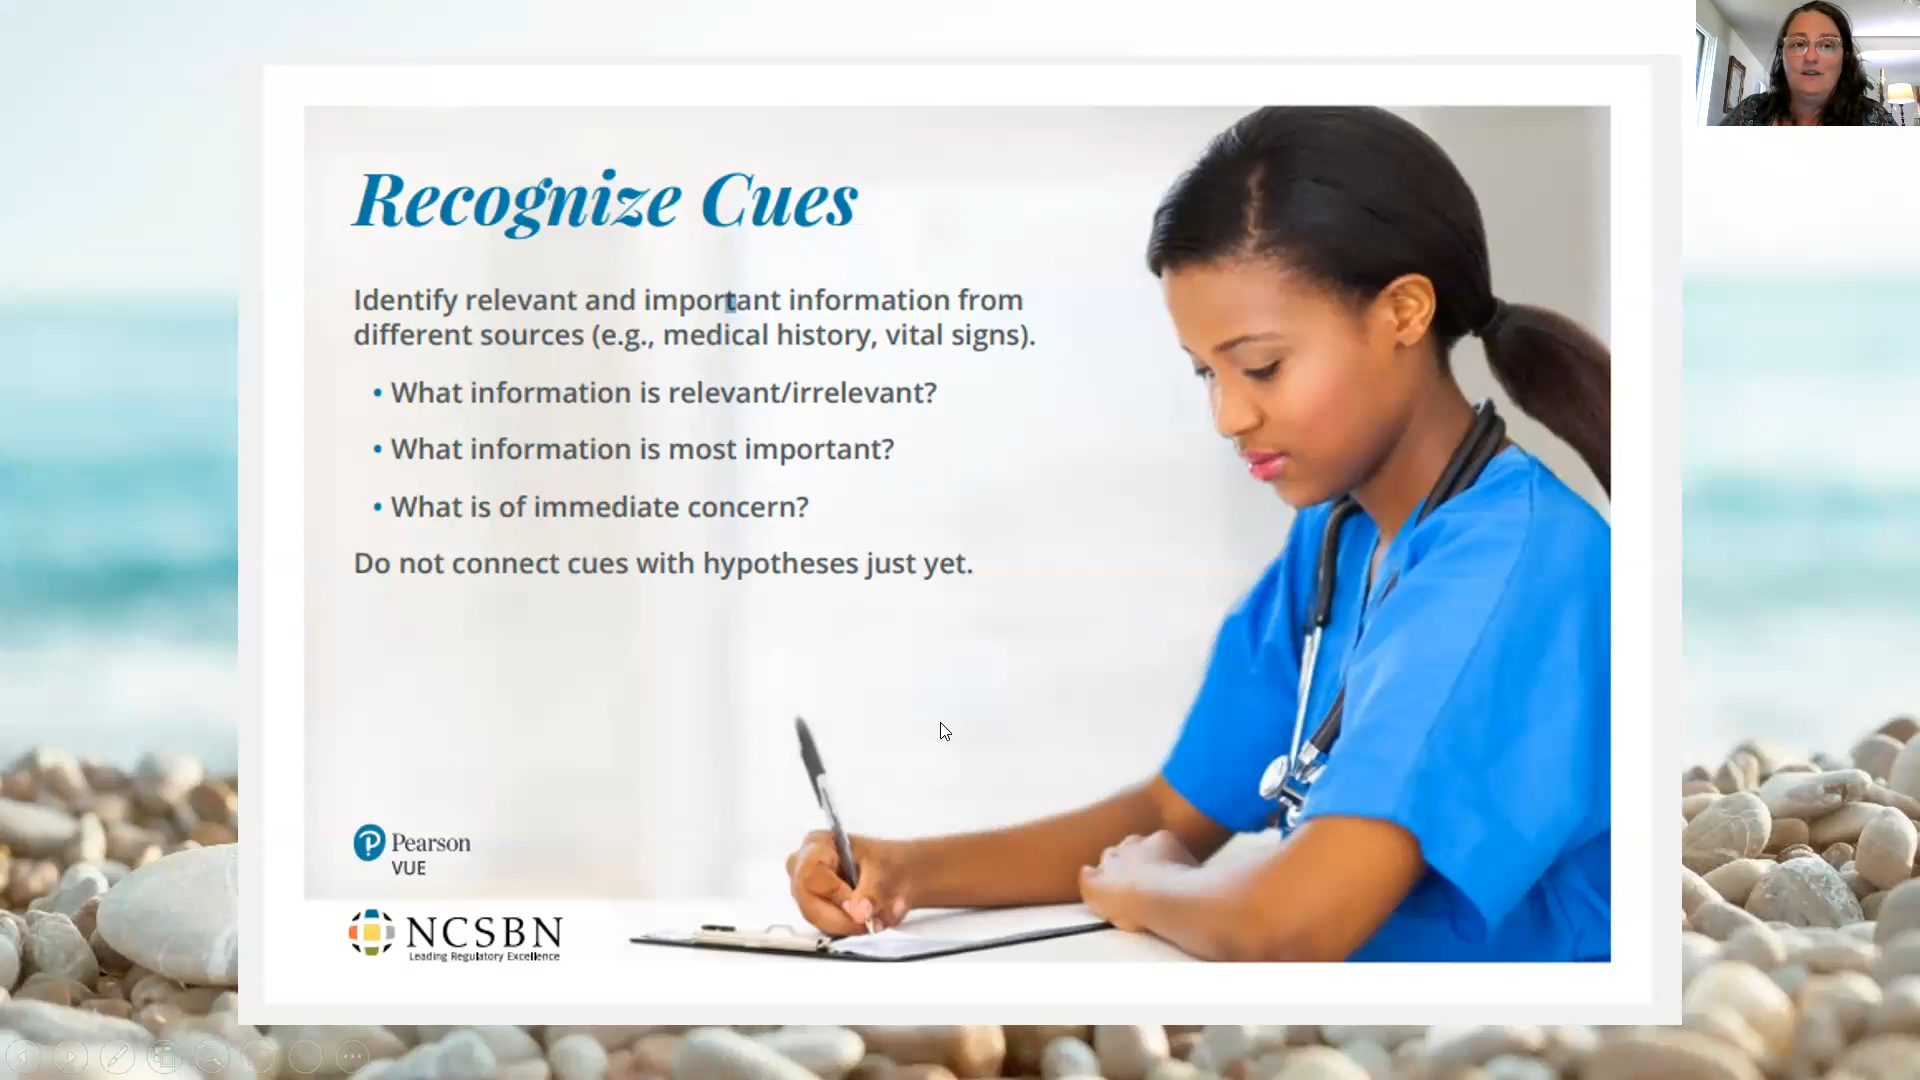 Recognize Cues
Identify relevant and important information from
different sources (e.g., medical history, vital signs).
• What information is relevant/irrelevant?
• What information is most important?
• What is of immediate concern?
Do not connect cues with hypotheses just yet.
Pearson
VUE
NCSBN
Leading Regulatory Excellence